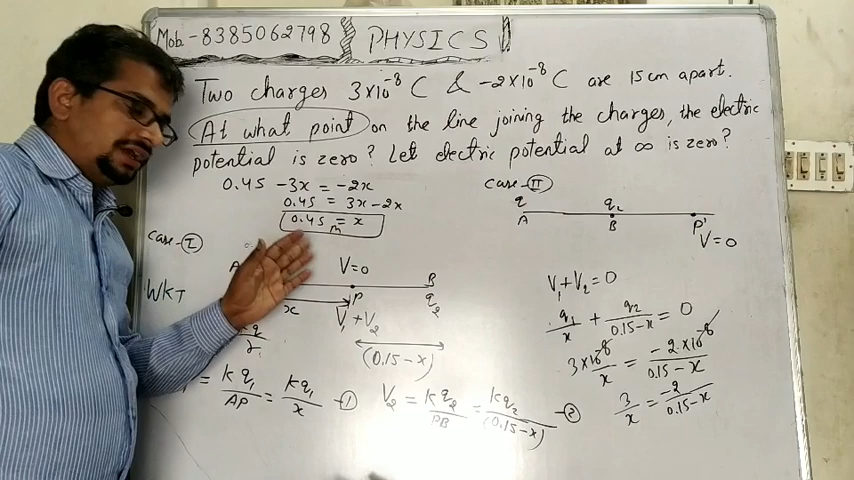 Mob - 8385062798 PHYSICS
Two charges 3×10⁻⁸ C & -2×10⁻⁸ C are 15 cm apart.
At what point on the line joining the charges, the electric
potential is zero? Let electric potential at ∞ is zero?
0.45 - 3x = -2x
0.45 = 3x - 2x
0.45 = x
m
Case-I
A V=0 B
P q₂
x V₁ + V₂
WKT
(0.15 - x)
= kq₁/AP = kq₁/x -①
V₂ = kq₂/PB = kq₂/(0.15-x) -②
Case-II
q q₂
A B P'
V=0
V₁+V₂ = 0
q₁/x + q₂/0.15-x = 0
3×10⁻⁸/x = -2×10⁻⁸/0.15-x
3/x = -2/0.15-x